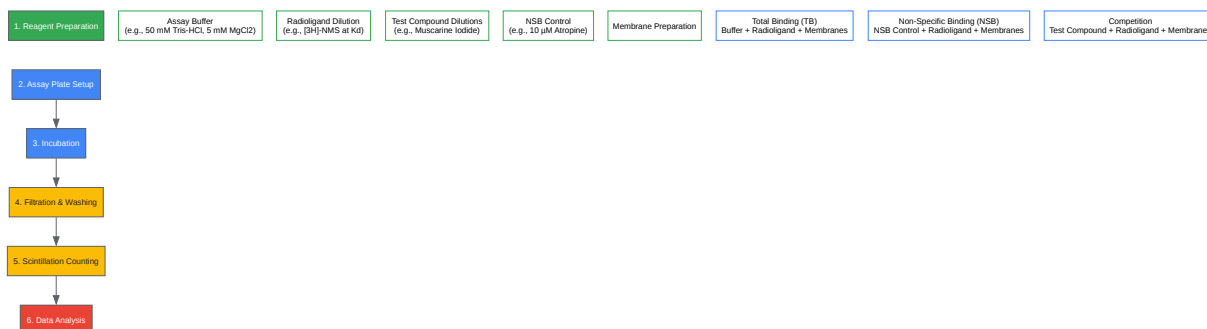 1. Reagent Preparation
Assay Buffer
(e.g., 50 mM Tris-HCl, 5 mM MgCl2)
Radioligand Dilution
(e.g., [3H]-NMS at Kd)
Test Compound Dilutions
(e.g., Muscarine Iodide)
NSB Control
(e.g., 10 µM Atropine)
Membrane Preparation
Total Binding (TB)
Buffer + Radioligand + Membranes
Non-Specific Binding (NSB)
NSB Control + Radioligand + Membranes
Competition
Test Compound + Radioligand + Membrane
2. Assay Plate Setup
3. Incubation
4. Filtration & Washing
5. Scintillation Counting
6. Data Analysis